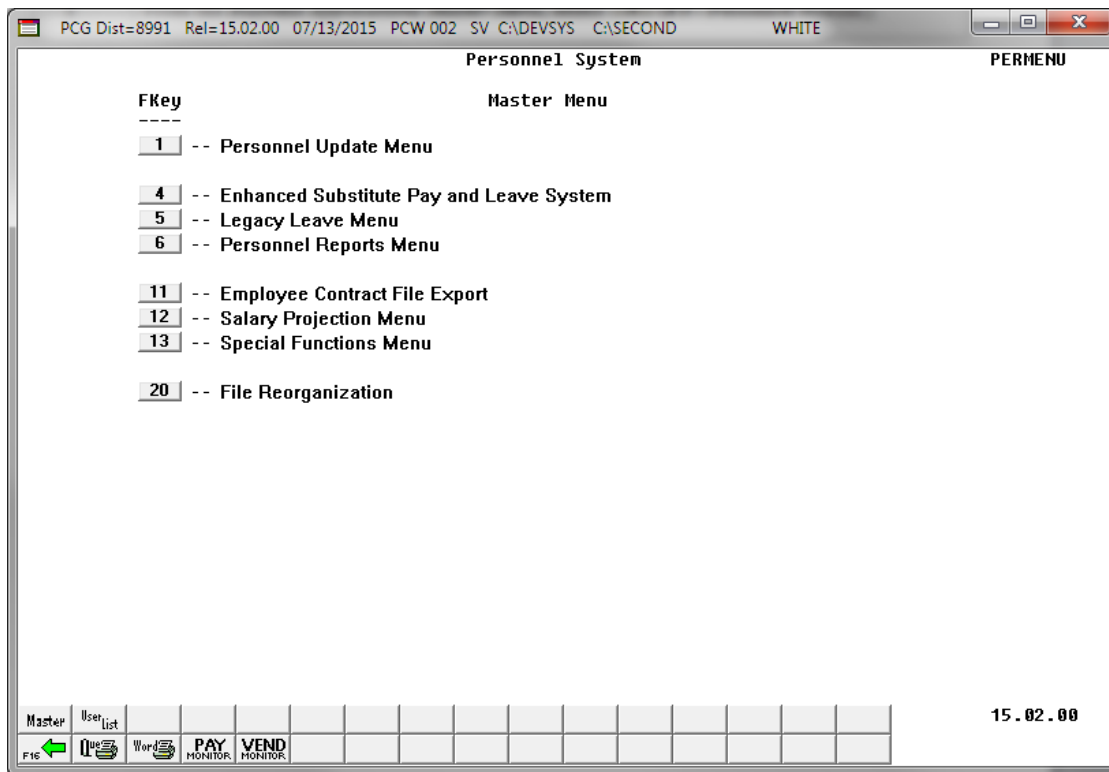 PCG Dist=8991 Rel=15.02.00 07/13/2015 PCW 002 SV C:\DEVSYS C:\SECOND WHITE
Personnel System PERMENU
FKey Master Menu
----
1 -- Personnel Update Menu
4 -- Enhanced Substitute Pay and Leave System
5 -- Legacy Leave Menu
6 -- Personnel Reports Menu
11 -- Employee Contract File Export
12 -- Salary Projection Menu
13 -- Special Functions Menu
20 -- File Reorganization
Master User List 15.02.00
F16 Que Word PAY MONITOR VEND MONITOR